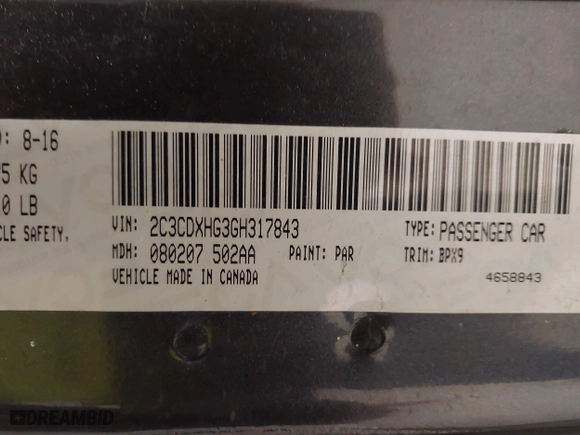 D: 8-16
5 KG
0 LB
CLE SAFETY,
VIN: 2C3CDXHG3GH317843
TYPE: PASSENGER CAR
MDH: 080207 502AA
PAINT: PAR
TRIM: BPX9
VEHICLE MADE IN CANADA
4658843
DREAMBID